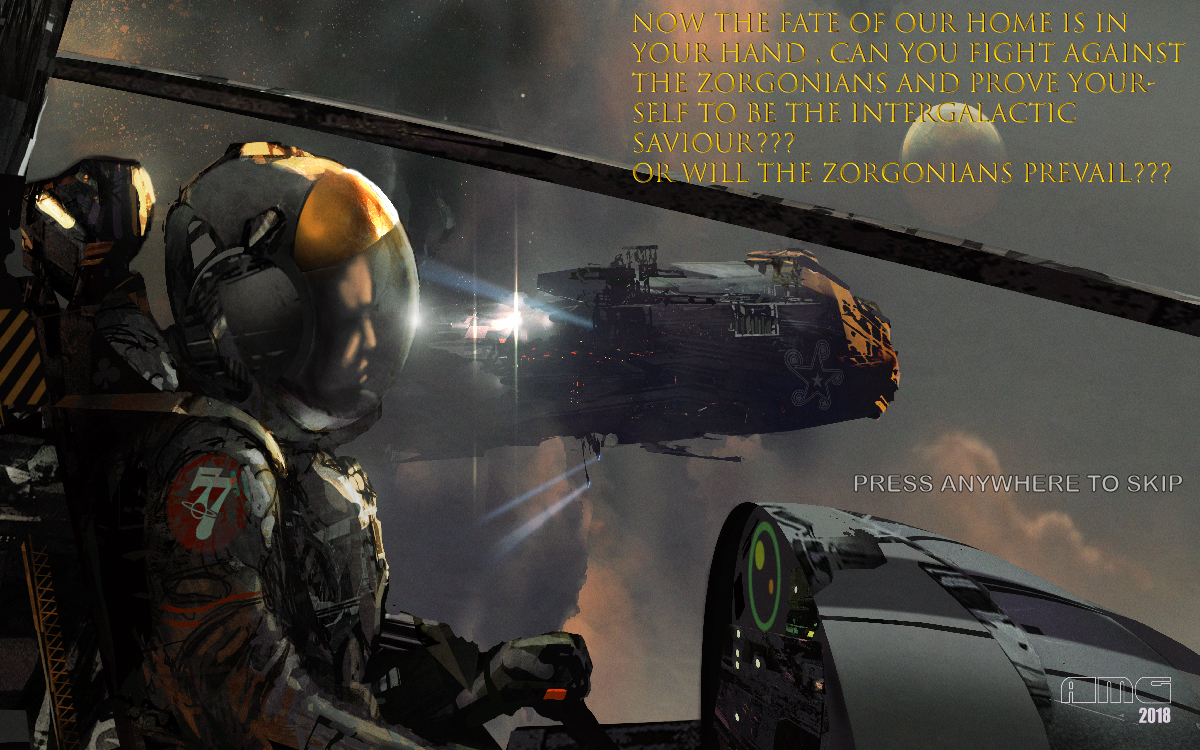 NOW THE FATE OF OUR HOME IS IN
YOUR HAND . CAN YOU FIGHT AGAINST
THE ZORGONIANS AND PROVE YOUR-
SELF TO BE THE INTERGALACTIC
SAVIOUR???
OR WILL THE ZORGONIANS PREVAIL???
77
PRESS ANYWHERE TO SKIP
AMG
2018